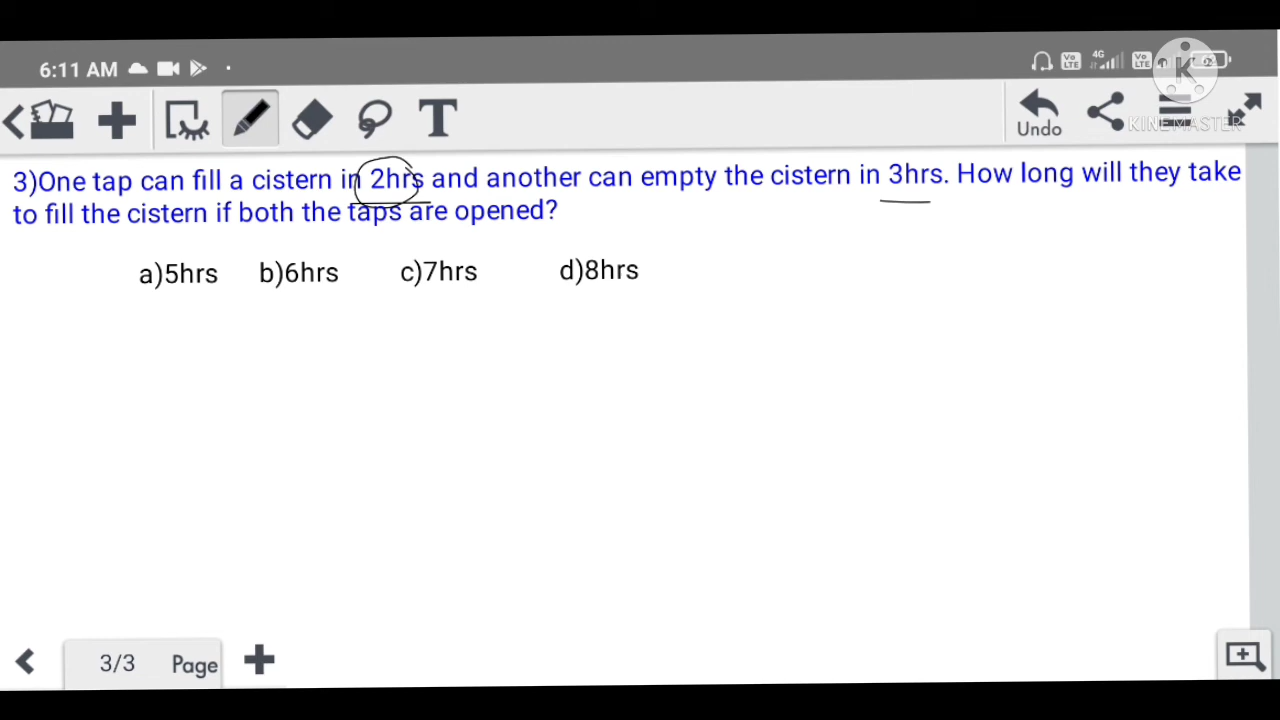 6:11 AM
4G
KINEMASTER
Undo
3)One tap can fill a cistern in 2hrs and another can empty the cistern in 3hrs. How long will they take
to fill the cistern if both the taps are opened?
a)5hrs b)6hrs c)7hrs d)8hrs
3/3 Page